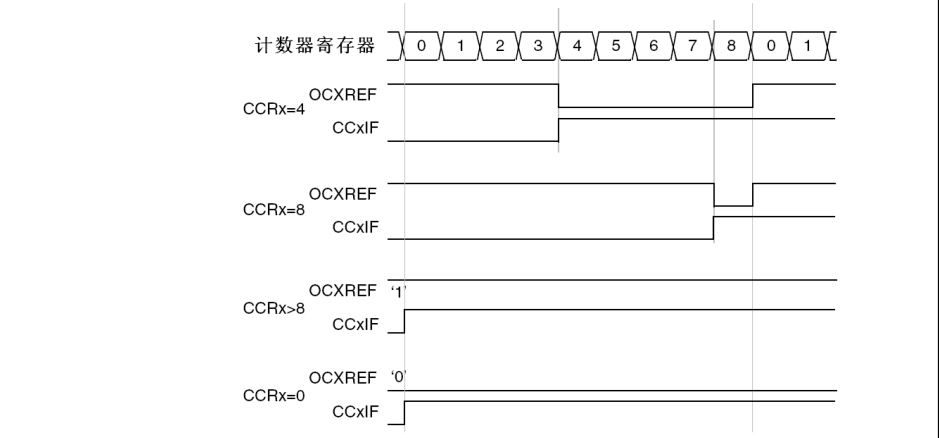 计数器寄存器 0 1 2 3 4 5 6 7 8 0 1
OCXREF
CCRx=4
CCxIF
OCXREF
CCRx=8
CCxIF
OCXREF '1'
CCRx>8
CCxIF
OCXREF '0'
CCRx=0
CCxIF